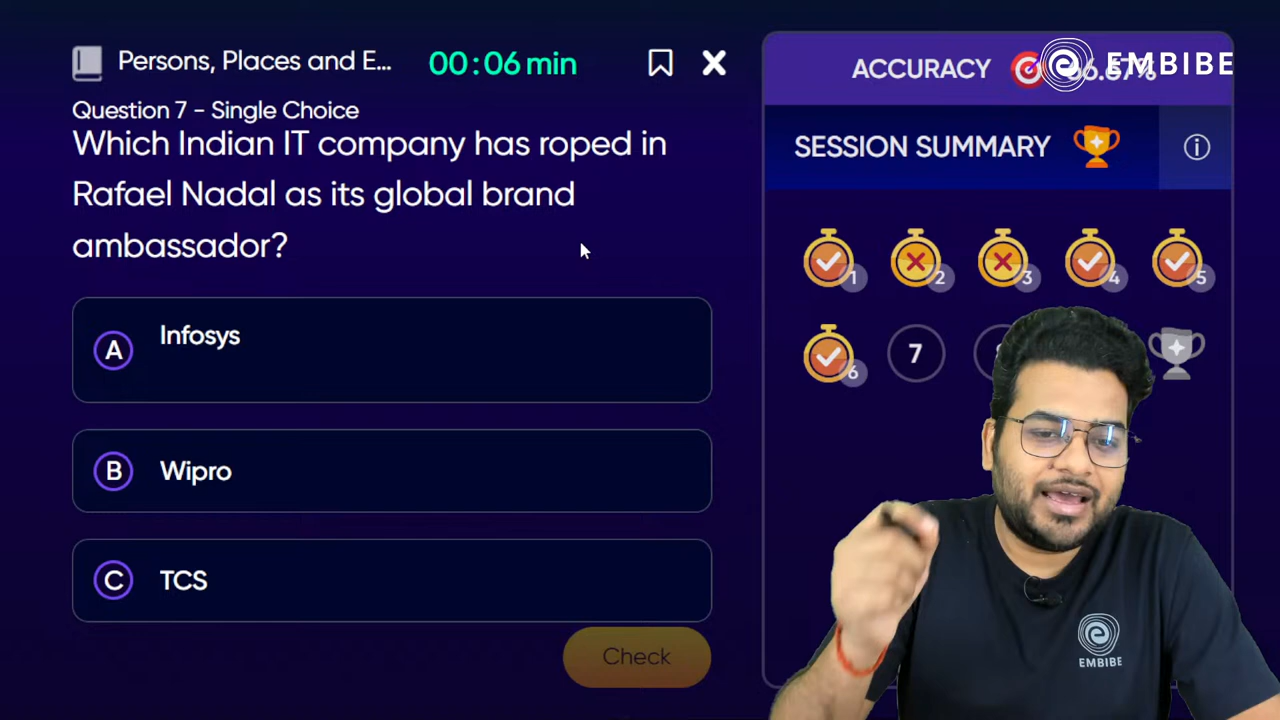 Persons, Places and E... 00:06 min
Question 7 - Single Choice
Which Indian IT company has roped in
Rafael Nadal as its global brand
ambassador?
A Infosys
B Wipro
C TCS
Check
ACCURACY
EMBIBE
SESSION SUMMARY
1 2 3 4 5
6 7
EMBIBE